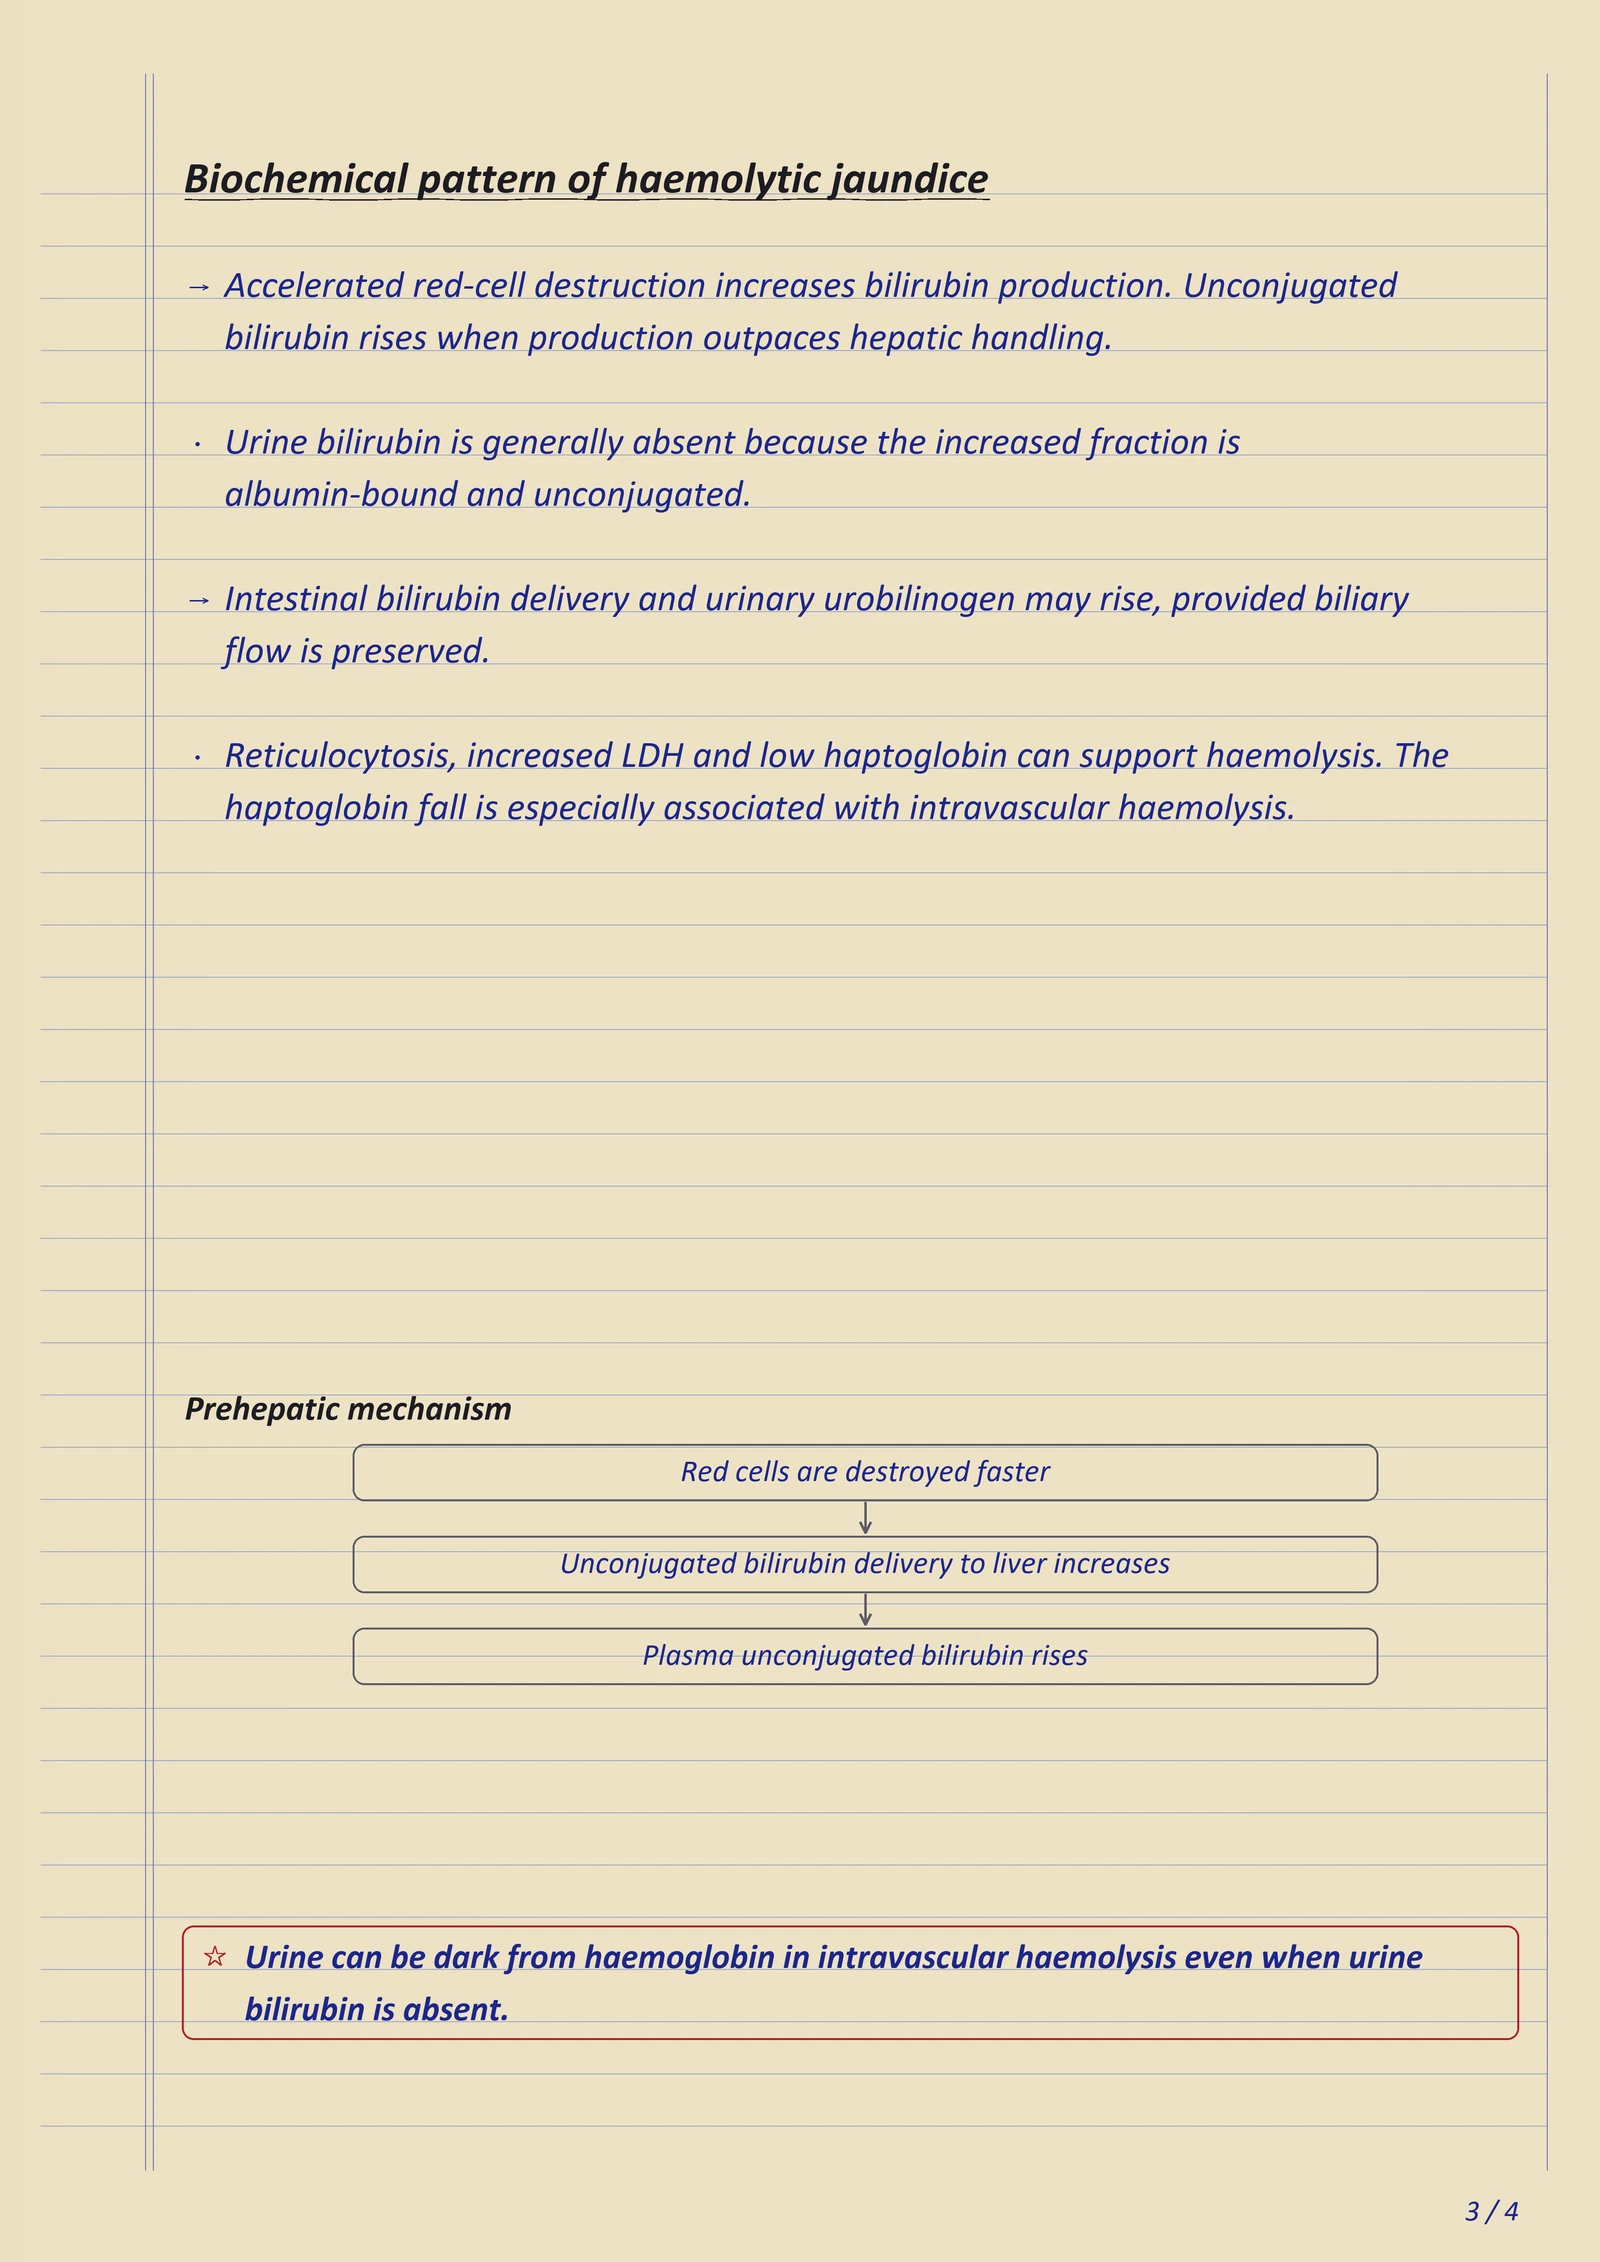 Biochemical pattern of haemolytic jaundice
→ Accelerated red-cell destruction increases bilirubin production. Unconjugated
bilirubin rises when production outpaces hepatic handling.
· Urine bilirubin is generally absent because the increased fraction is
albumin-bound and unconjugated.
→ Intestinal bilirubin delivery and urinary urobilinogen may rise, provided biliary
flow is preserved.
· Reticulocytosis, increased LDH and low haptoglobin can support haemolysis. The
haptoglobin fall is especially associated with intravascular haemolysis.
Prehepatic mechanism
Red cells are destroyed faster
Unconjugated bilirubin delivery to liver increases
Plasma unconjugated bilirubin rises
☆ Urine can be dark from haemoglobin in intravascular haemolysis even when urine
bilirubin is absent.
3 / 4